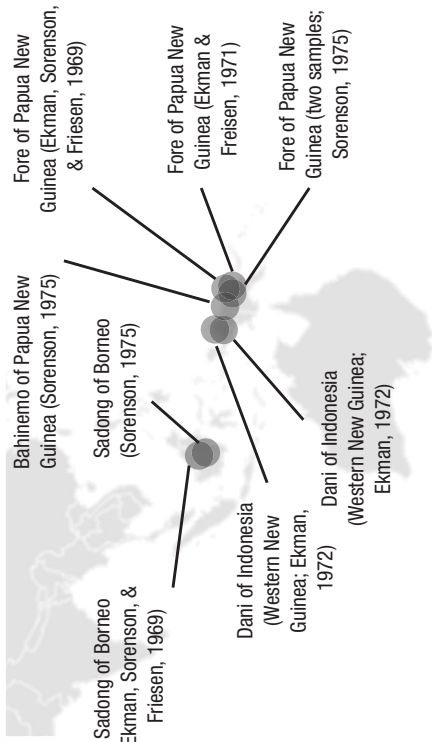 Fore of Papua New
Guinea (Ekman, Sorenson,
& Friesen, 1969)
Bahinemo of Papua New
Guinea (Sorenson, 1975)
Fore of Papua New
Guinea (Ekman &
Freisen, 1971)
Sadong of Borneo
(Sorenson, 1975)
Fore of Papua New
Guinea (two samples;
Sorenson, 1975)
Sadong of Borneo
Ekman, Sorenson, &
Friesen, 1969)
Dani of Indonesia
(Western New
Guinea; Ekman,
1972)
Dani of Indonesia
(Western New Guinea;
Ekman, 1972)